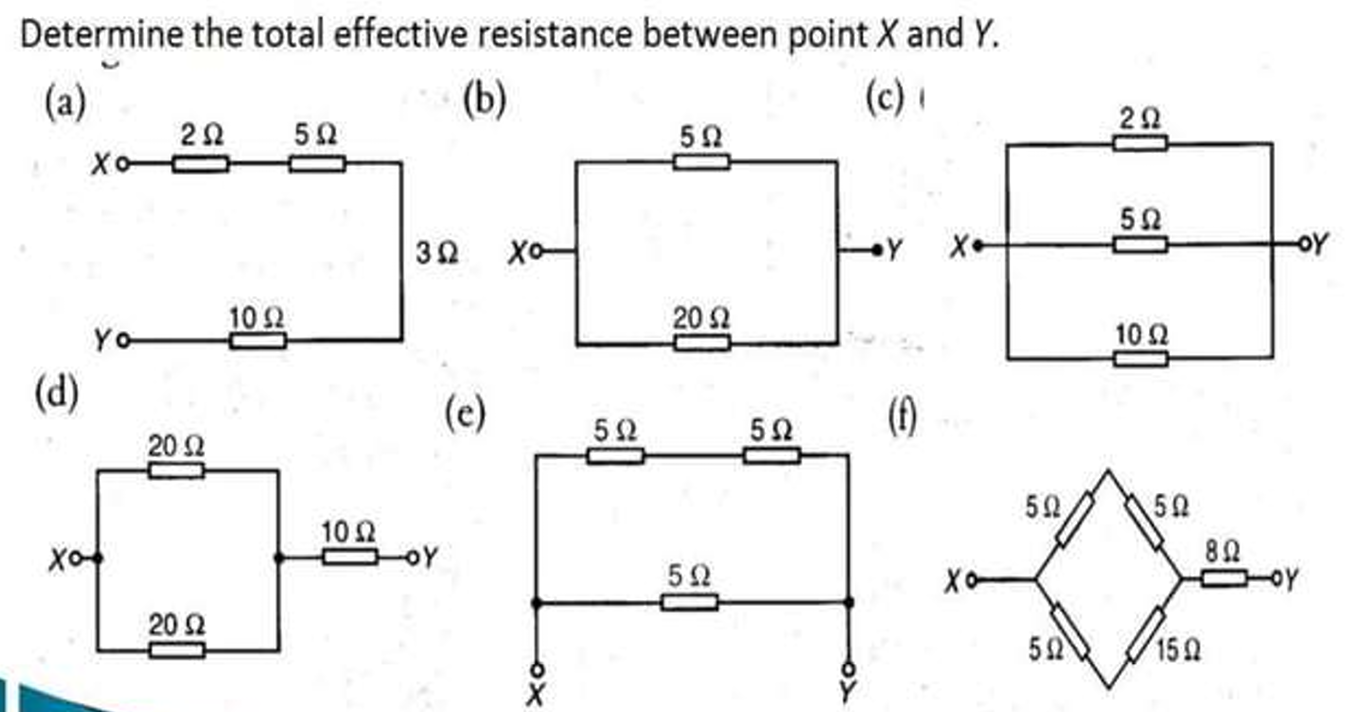 Determine the total effective resistance between point X and Y.
(a)
2 Ω 5 Ω
X
3 Ω
10 Ω
Y
(b)
5 Ω
X Y
20 Ω
(c)
2 Ω
5 Ω
X Y
10 Ω
(d)
20 Ω
10 Ω
X Y
20 Ω
(e)
5 Ω 5 Ω
5 Ω
X Y
(f)
5 Ω 5 Ω
8 Ω
X Y
5 Ω 15 Ω